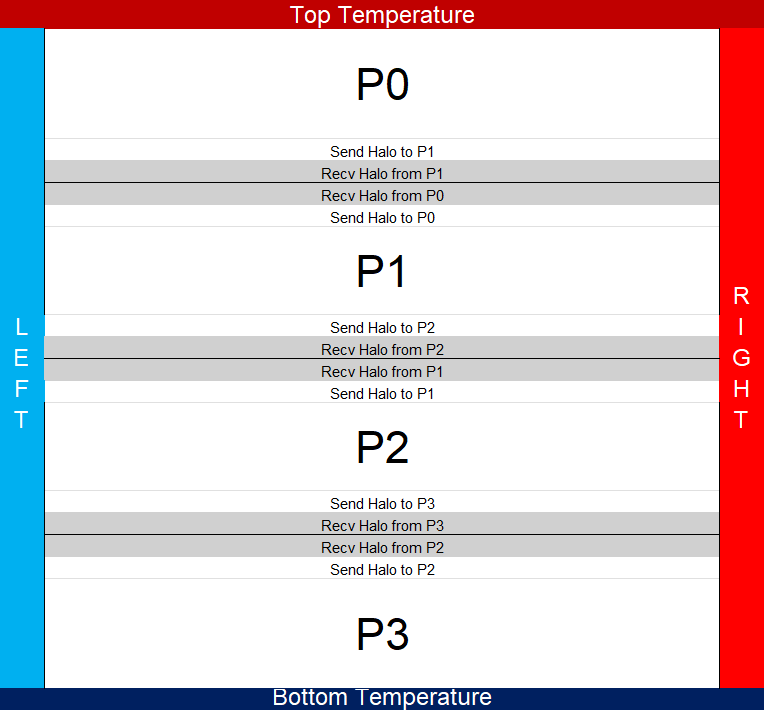 Top Temperature
P0
Send Halo to P1
Recv Halo from P1
Recv Halo from P0
Send Halo to P0
P1
Send Halo to P2
Recv Halo from P2
Recv Halo from P1
Send Halo to P1
P2
Send Halo to P3
Recv Halo from P3
Recv Halo from P2
Send Halo to P2
P3
LEFT
RIGHT
Bottom Temperature